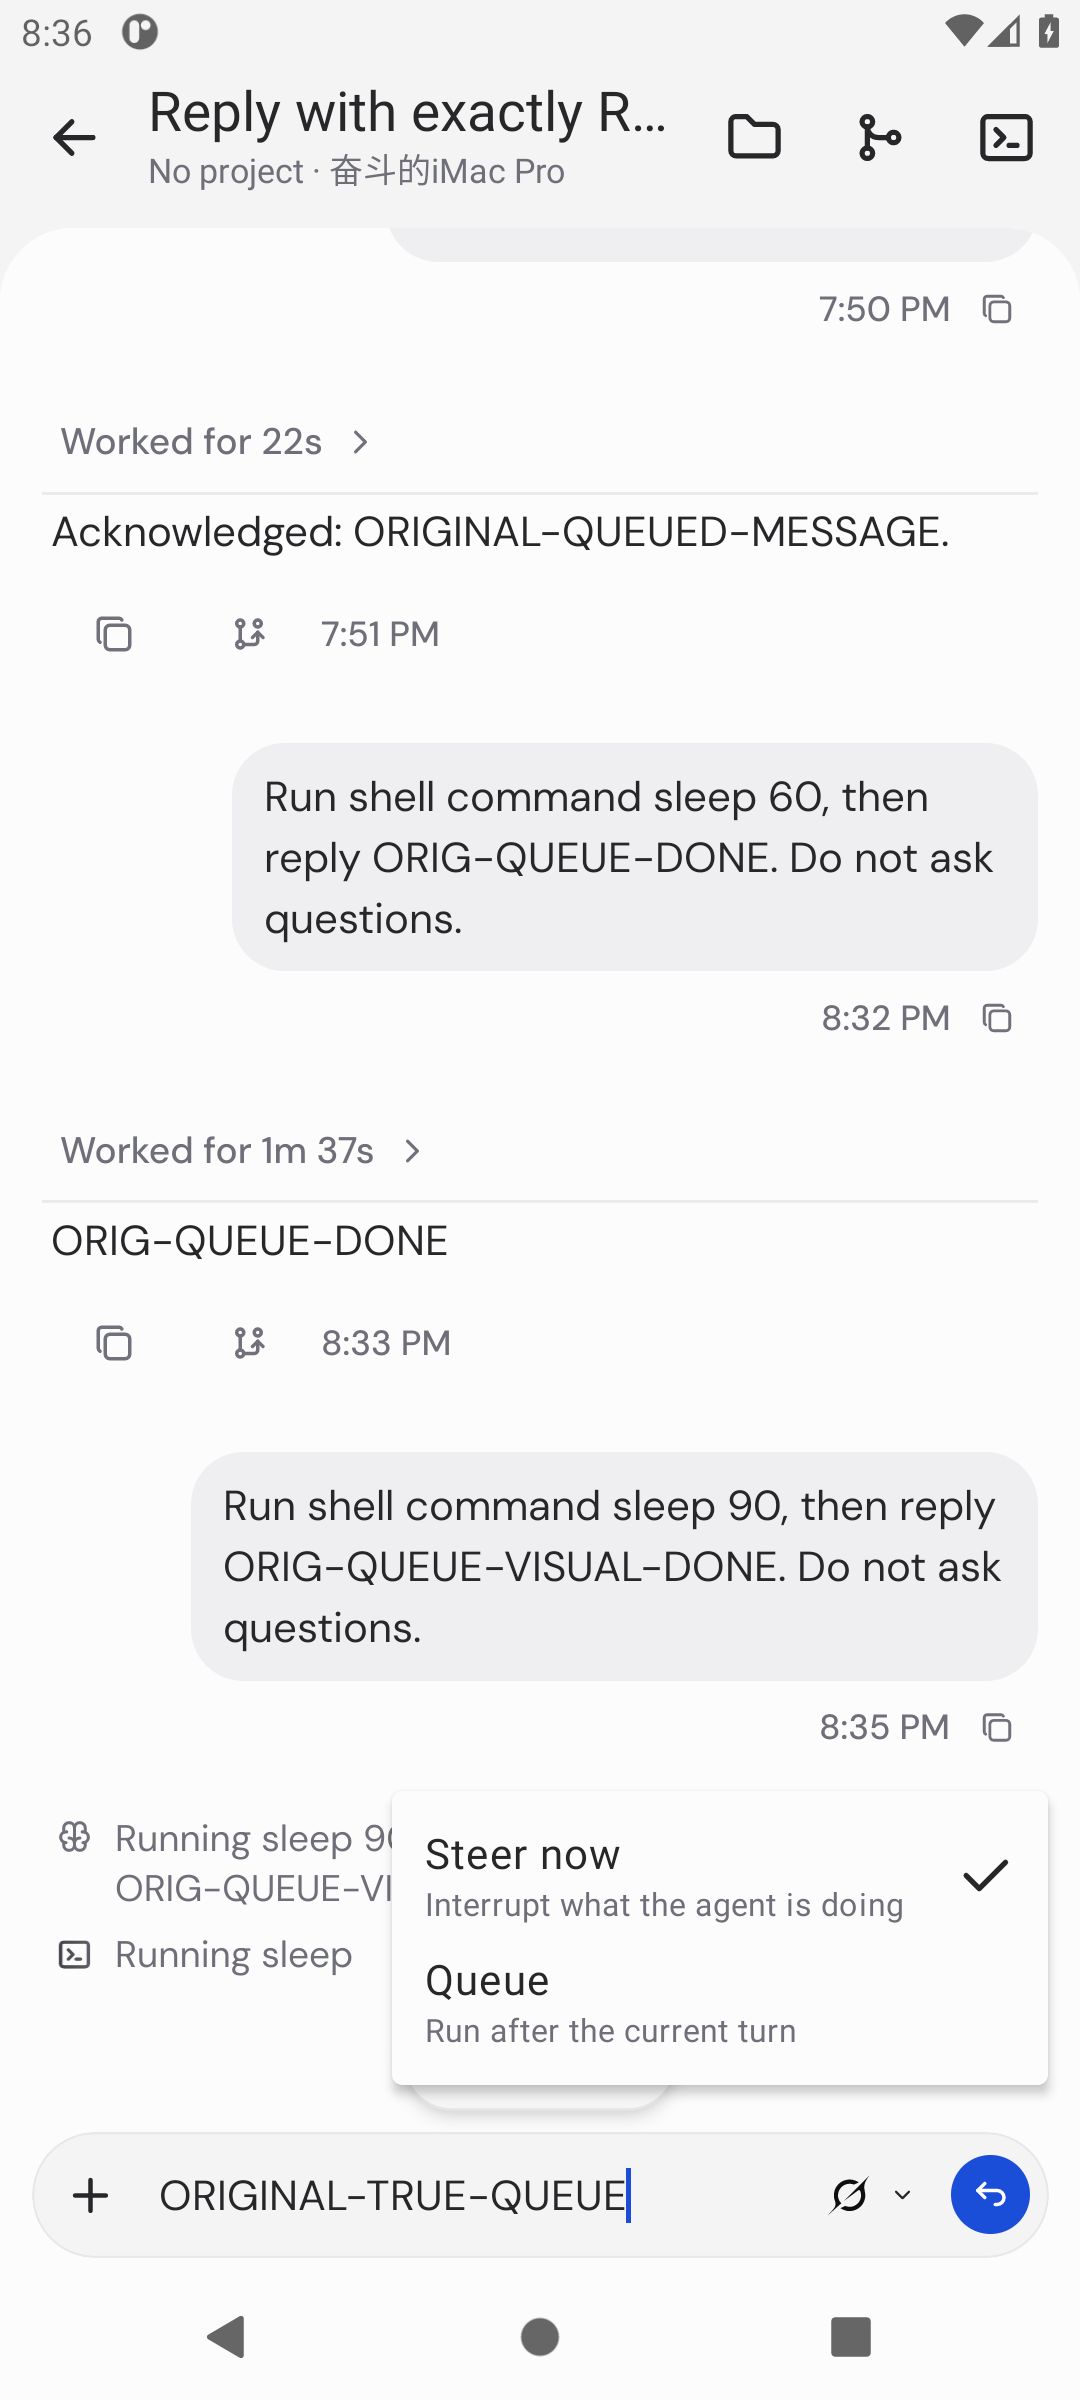 8:36
Reply with exactly R...
No project · 奋斗的iMac Pro
7:50 PM
Worked for 22s
Acknowledged: ORIGINAL-QUEUED-MESSAGE.
7:51 PM
Run shell command sleep 60, then
reply ORIG-QUEUE-DONE. Do not ask
questions.
8:32 PM
Worked for 1m 37s
ORIG-QUEUE-DONE
8:33 PM
Run shell command sleep 90, then reply
ORIG-QUEUE-VISUAL-DONE. Do not ask
questions.
8:35 PM
Running sleep 90
ORIG-QUEUE-VI
Running sleep
Steer now
Interrupt what the agent is doing
Queue
Run after the current turn
ORIGINAL-TRUE-QUEUE